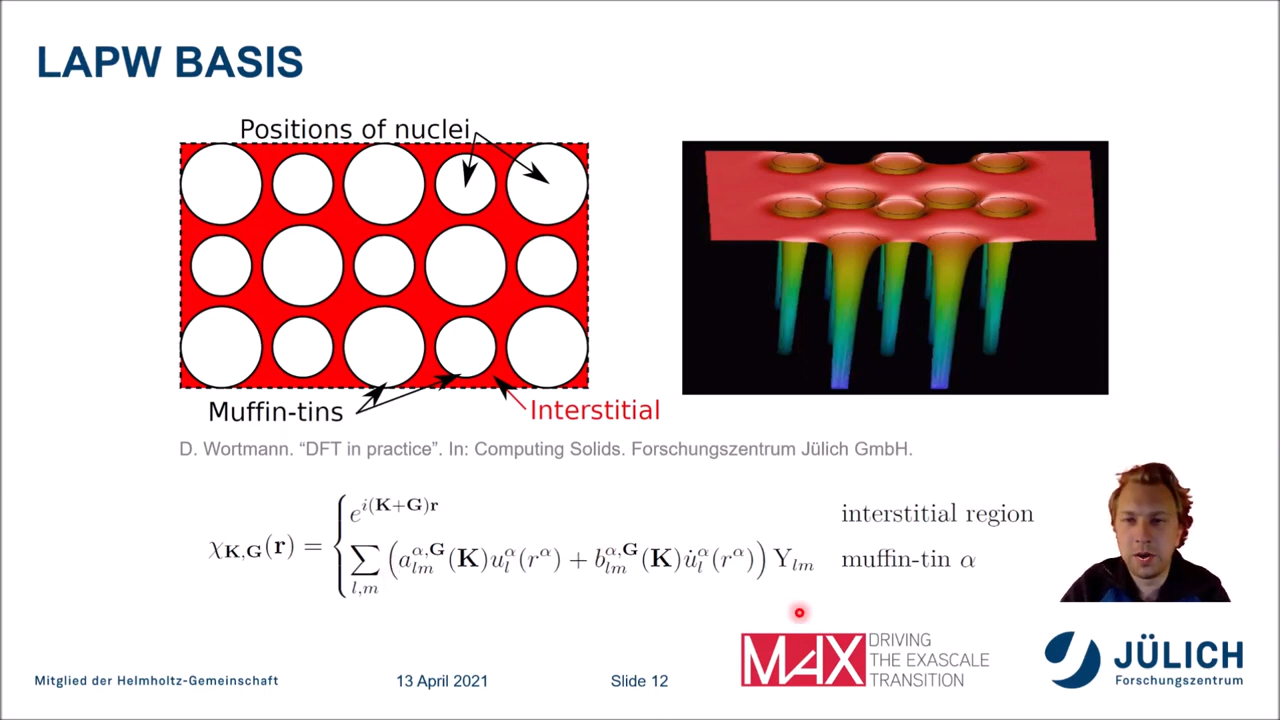 LAPW BASIS
Positions of nuclei
Muffin-tins
Interstitial
D. Wortmann. “DFT in practice”. In: Computing Solids. Forschungszentrum Jülich GmbH.
χ_{K,G}(r) = { e^{i(K+G)r} interstitial region
∑_{l,m} (a_{lm}^{α,G}(K)u_l^α(r^α) + b_{lm}^{α,G}(K)u̇_l^α(r^α)) Y_{lm} muffin-tin α
Mitglied der Helmholtz-Gemeinschaft
13 April 2021
Slide 12
MAX
DRIVING
THE EXASCALE
TRANSITION
JÜLICH
Forschungszentrum